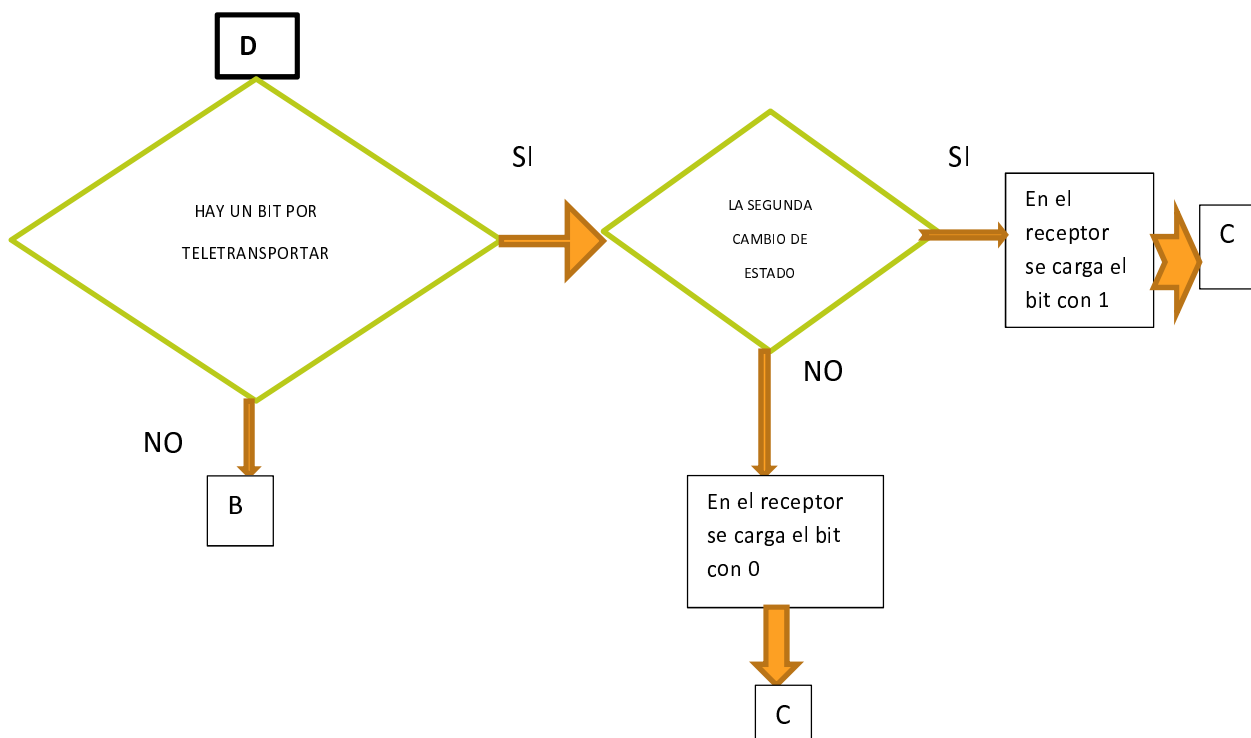 D
HAY UN BIT POR
TELETRANSPORTAR
SI
NO
B
LA SEGUNDA
CAMBIO DE
ESTADO
SI
En el
receptor
se carga el
bit con 1
C
NO
En el receptor
se carga el bit
con 0
C